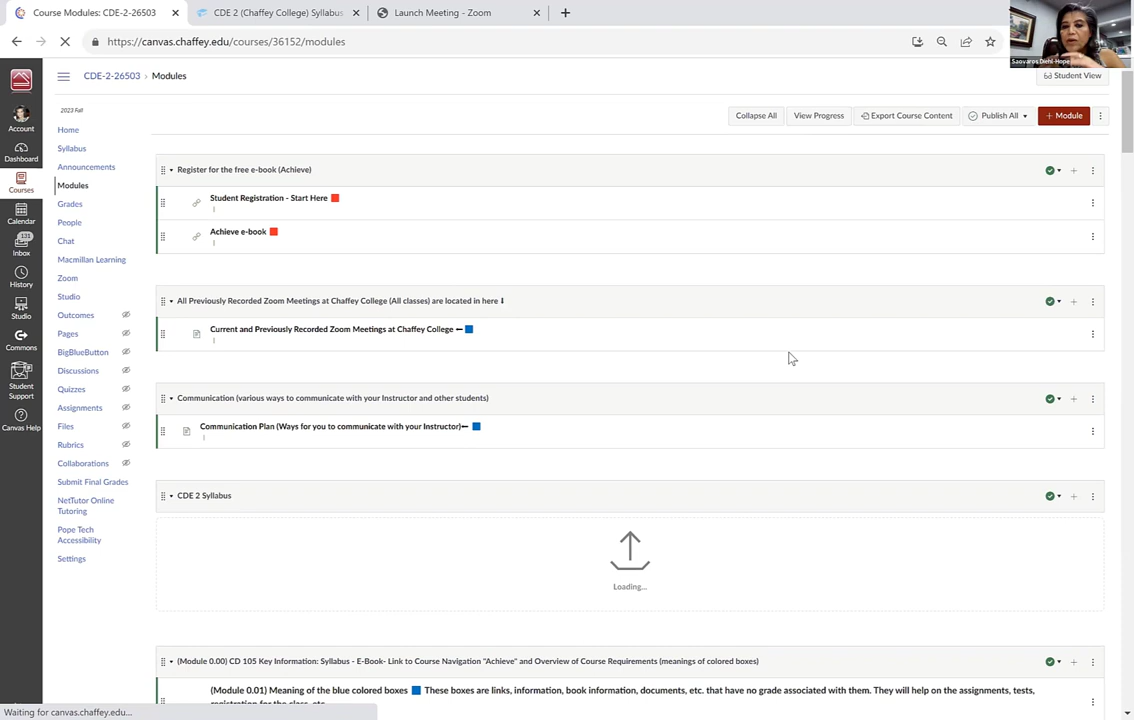 Course Modules: CDE-2-26503
CDE 2 (Chaffey College) Syllabus
Launch Meeting - Zoom
https://canvas.chaffey.edu/courses/36152/modules
Saovaros Diehl-Hope
CDE-2-26503 › Modules
Student View
2023 Fall
Collapse All
View Progress
Export Course Content
Publish All
+ Module
Account
Dashboard
Courses
Calendar
131
Inbox
History
Studio
Commons
Student
Support
Canvas Help
Home
Syllabus
Announcements
Modules
Grades
People
Chat
Macmillan Learning
Zoom
Studio
Outcomes
Pages
BigBlueButton
Discussions
Quizzes
Assignments
Files
Rubrics
Collaborations
Submit Final Grades
NetTutor Online
Tutoring
Pope Tech
Accessibility
Settings
Register for the free e-book (Achieve)
Student Registration - Start Here
Achieve e-book
All Previously Recorded Zoom Meetings at Chaffey College (All classes) are located in here ⬇
Current and Previously Recorded Zoom Meetings at Chaffey College ⬅
Communication (various ways to communicate with your Instructor and other students)
Communication Plan (Ways for you to communicate with your Instructor)⬅
CDE 2 Syllabus
Loading...
(Module 0.00) CD 105 Key Information: Syllabus - E-Book- Link to Course Navigation "Achieve" and Overview of Course Requirements (meanings of colored boxes)
(Module 0.01) Meaning of the blue colored boxes 🟦 These boxes are links, information, book information, documents, etc. that have no grade associated with them. They will help on the assignments, tests,
registration for the class, etc.
Waiting for canvas.chaffey.edu...